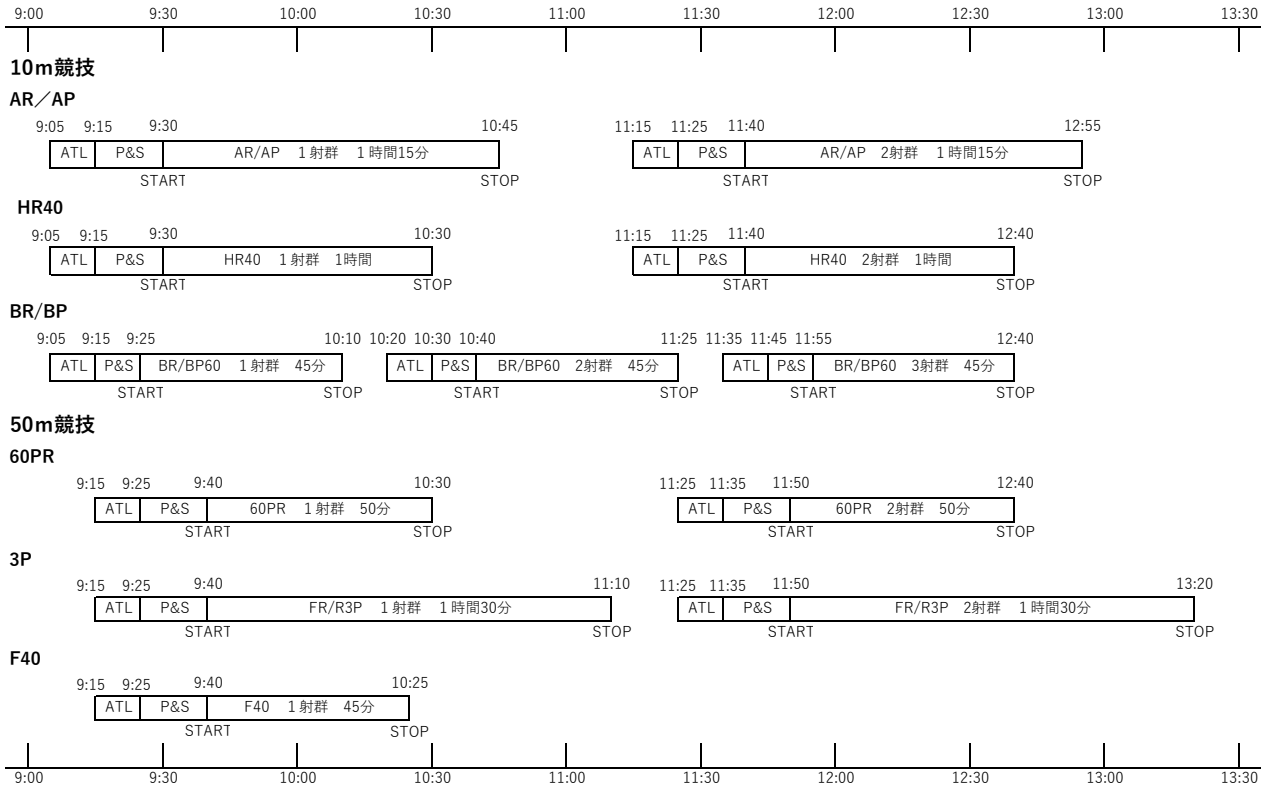 9:00 9:30 10:00 10:30 11:00 11:30 12:00 12:30 13:00 13:30
10m競技
AR／AP
9:05 9:15 9:30 10:45 11:15 11:25 11:40 12:55
ATL P&S AR/AP 1射群 1時間15分 ATL P&S AR/AP 2射群 1時間15分
START STOP START STOP
HR40
9:05 9:15 9:30 10:30 11:15 11:25 11:40 12:40
ATL P&S HR40 1射群 1時間 ATL P&S HR40 2射群 1時間
START STOP START STOP
BR/BP
9:05 9:15 9:25 10:10 10:20 10:30 10:40 11:25 11:35 11:45 11:55 12:40
ATL P&S BR/BP60 1射群 45分 ATL P&S BR/BP60 2射群 45分 ATL P&S BR/BP60 3射群 45分
START STOP START STOP START STOP
50m競技
60PR
9:15 9:25 9:40 10:30 11:25 11:35 11:50 12:40
ATL P&S 60PR 1射群 50分 ATL P&S 60PR 2射群 50分
START STOP START STOP
3P
9:15 9:25 9:40 11:10 11:25 11:35 11:50 13:20
ATL P&S FR/R3P 1射群 1時間30分 ATL P&S FR/R3P 2射群 1時間30分
START STOP START STOP
F40
9:15 9:25 9:40 10:25
ATL P&S F40 1射群 45分
START STOP
9:00 9:30 10:00 10:30 11:00 11:30 12:00 12:30 13:00 13:30